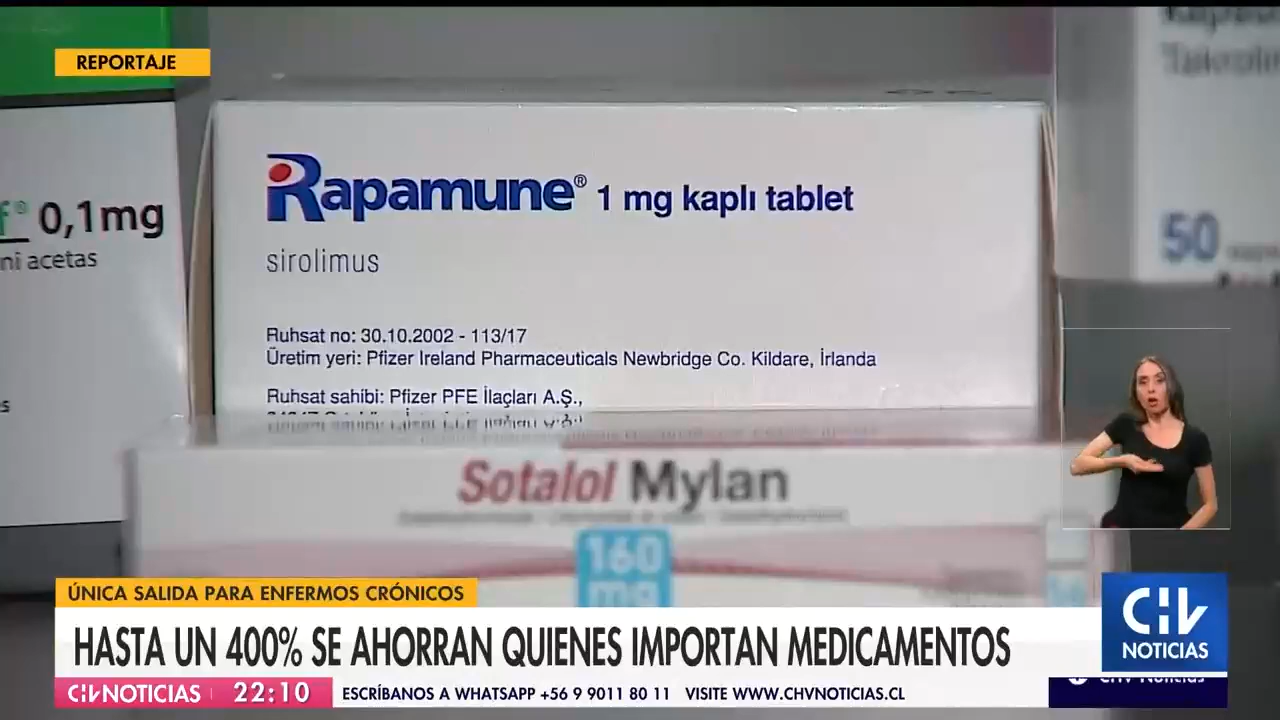 REPORTAJE
f® 0,1mg
ni acetas
Rapamune® 1 mg kaplı tablet
sirolimus
Ruhsat no: 30.10.2002 - 113/17
Üretim yeri: Pfizer Ireland Pharmaceuticals Newbridge Co. Kildare, İrlanda
Ruhsat sahibi: Pfizer PFE İlaçları A.Ş.,
50
Sotalol Mylan
160
mg
ÚNICA SALIDA PARA ENFERMOS CRÓNICOS
HASTA UN 400% SE AHORRAN QUIENES IMPORTAN MEDICAMENTOS
CHV
NOTICIAS
CHVNOTICIAS 22:10 ESCRÍBANOS A WHATSAPP +56 9 9011 80 11 VISITE WWW.CHVNOTICIAS.CL
CHV Noticias